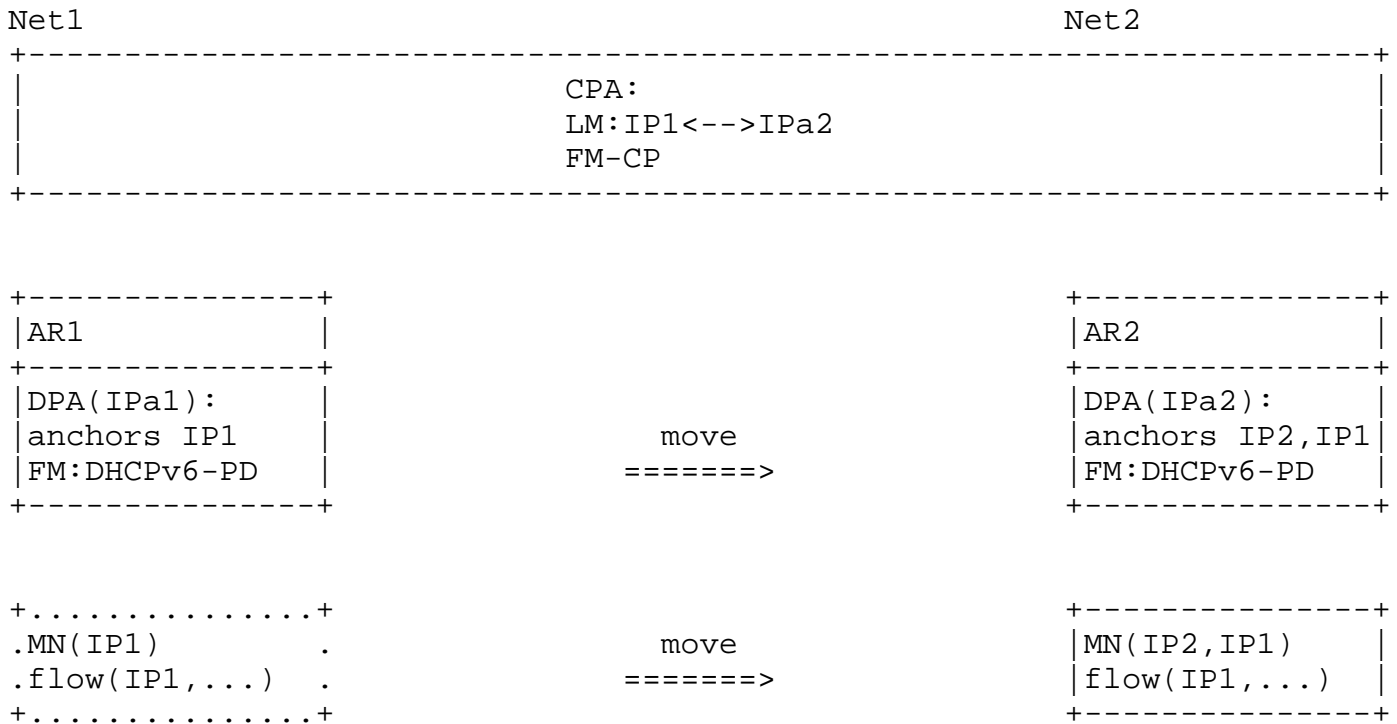 Net1 Net2
CPA:
LM:IP1<-->IPa2
FM-CP
AR1 AR2
DPA(IPa1): DPA(IPa2):
anchors IP1 move anchors IP2,IP1
FM:DHCPv6-PD =======> FM:DHCPv6-PD
.MN(IP1) . move MN(IP2,IP1)
.flow(IP1,...) . =======> flow(IP1,...)